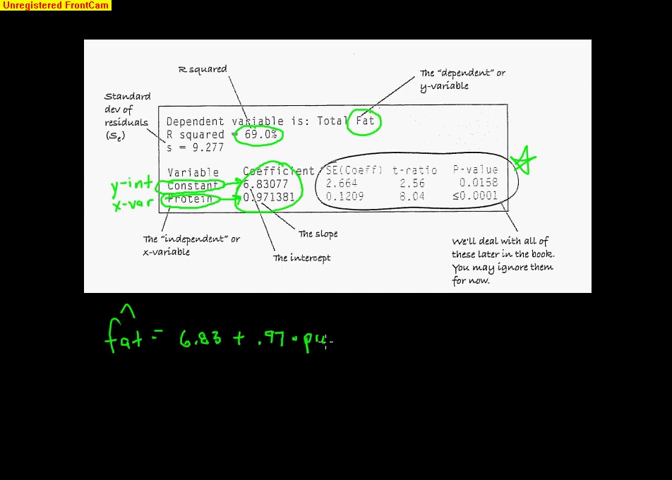 Unregistered FrontCam
R squared
The "dependent" or
y-variable
Standard
dev of
residuals
(Se)
Dependent variable is: Total Fat
R squared = 69.0%
s = 9.277
Variable Coefficient SE(Coeff) t-ratio P-value
y-int Constant 6.83077 2.664 2.56 0.0158
x-var Protein 0.971381 0.1209 8.04 ≤0.0001
The "independent" or
x-variable
The slope
The intercept
We'll deal with all of
these later in the book.
You may ignore them
for now.
fat^ = 6.83 + .97 •